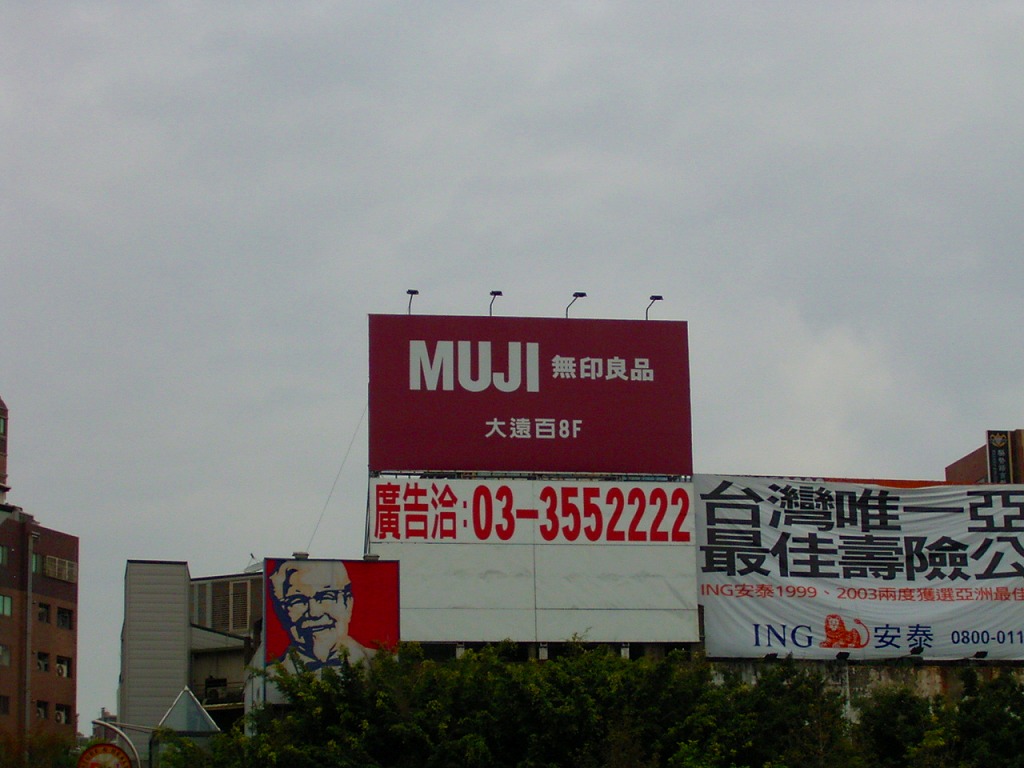 MUJI 無印良品
大遠百8F
廣告洽:03-3552222
台灣唯一亞
最佳壽險公
ING安泰1999、2003兩度獲選亞洲最佳
ING 安泰 0800-011